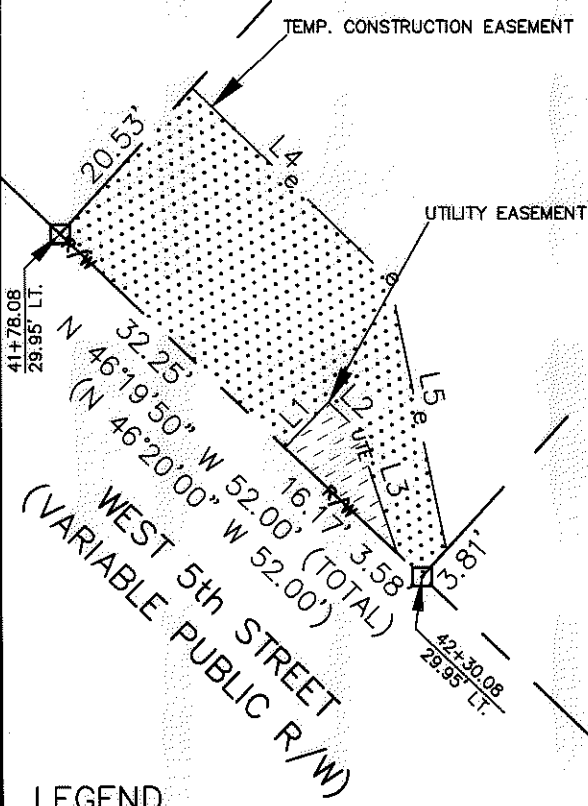 TEMP. CONSTRUCTION EASEMENT
20.53'
L4
e
UTILITY EASEMENT
e
R/W
41+78.08
29.95' LT.
32.25'
L1
L2
L5
e
UTE
L3
R/W
16.17'
3.58'
3.81'
N 46°19'50" W 52.00' (TOTAL)
(N 46°20'00" W 52.00')
WEST 5th STREET
(VARIABLE PUBLIC R/W)
42+30.08
29.95' LT.
LEGEND